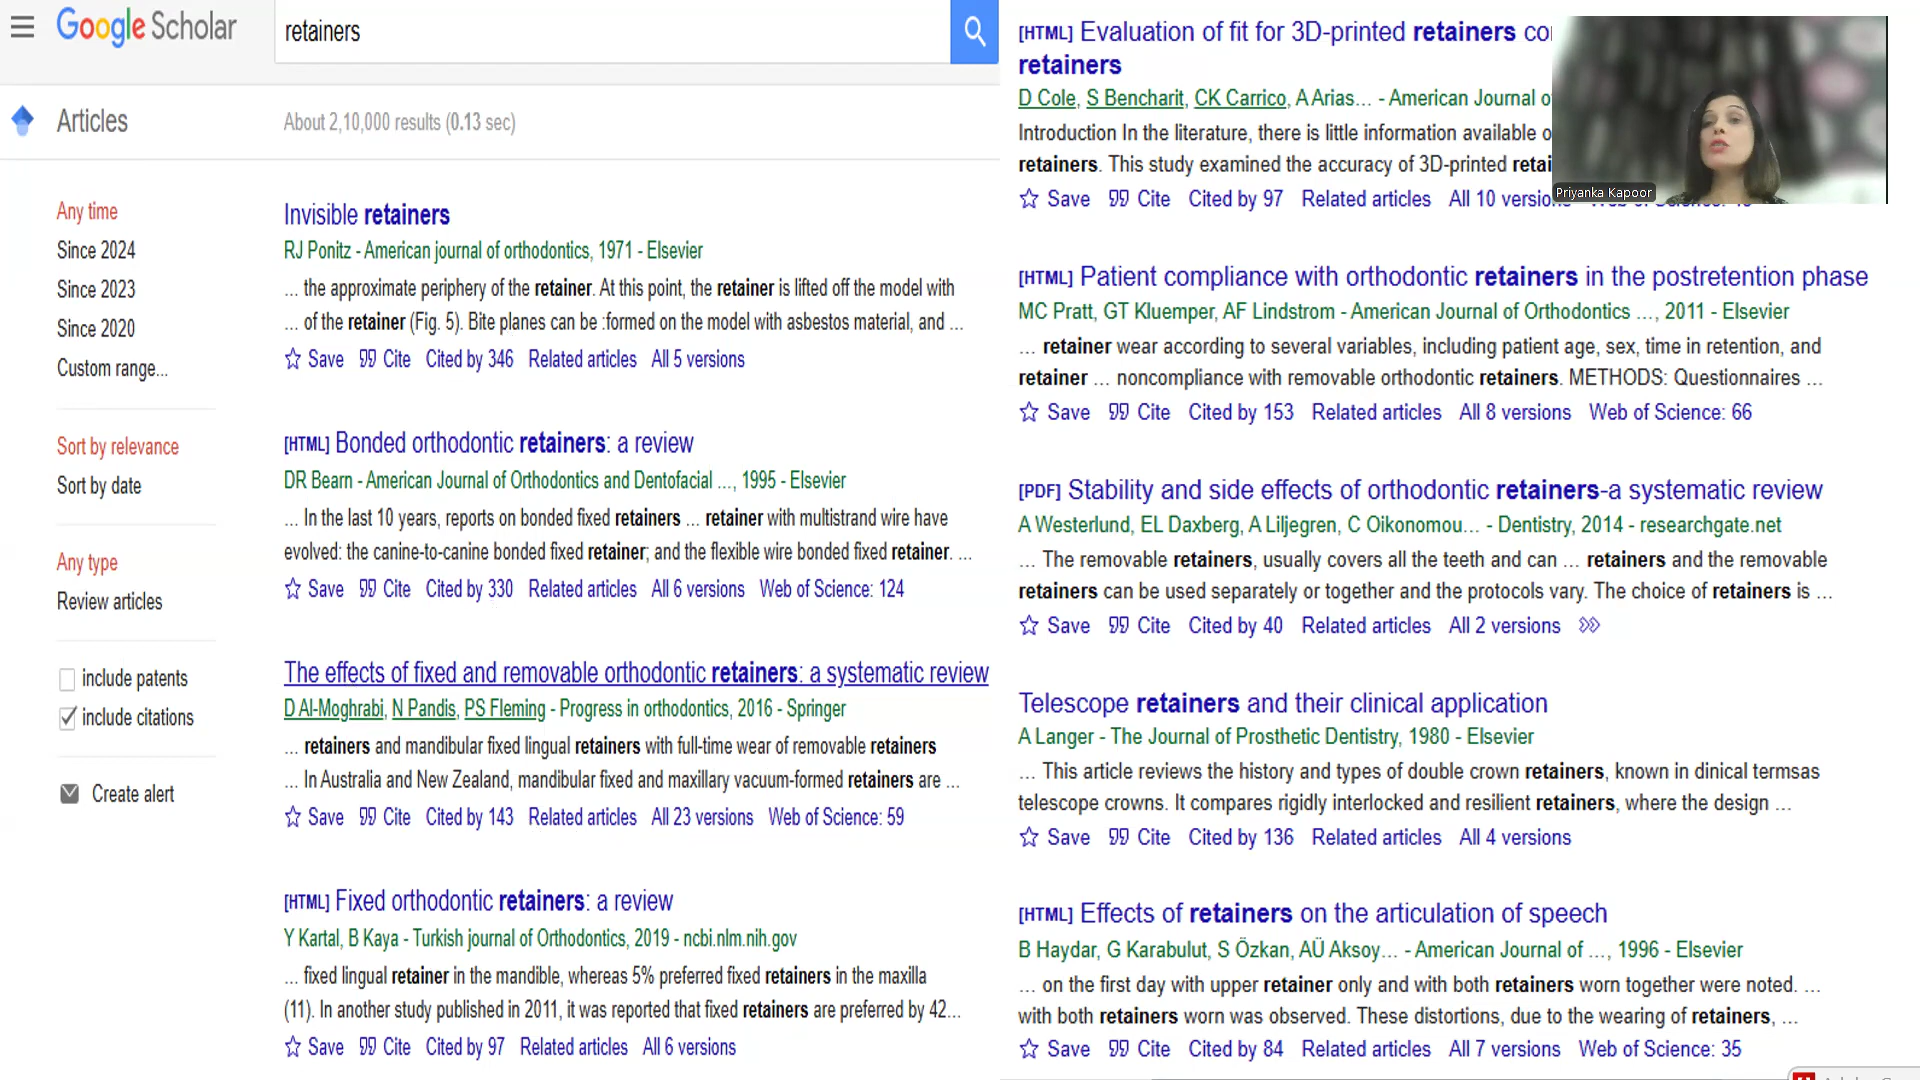 Google Scholar
retainers
Articles
About 2,10,000 results (0.13 sec)
Any time
Since 2024
Since 2023
Since 2020
Custom range...
Sort by relevance
Sort by date
Any type
Review articles
include patents
include citations
Create alert
Invisible retainers
RJ Ponitz - American journal of orthodontics, 1971 - Elsevier
... the approximate periphery of the retainer. At this point, the retainer is lifted off the model with
... of the retainer (Fig. 5). Bite planes can be :formed on the model with asbestos material, and ...
Save Cite Cited by 346 Related articles All 5 versions
[HTML] Bonded orthodontic retainers: a review
DR Bearn - American Journal of Orthodontics and Dentofacial ..., 1995 - Elsevier
... In the last 10 years, reports on bonded fixed retainers ... retainer with multistrand wire have
evolved: the canine-to-canine bonded fixed retainer; and the flexible wire bonded fixed retainer. ...
Save Cite Cited by 330 Related articles All 6 versions Web of Science: 124
The effects of fixed and removable orthodontic retainers: a systematic review
D Al-Moghrabi, N Pandis, PS Fleming - Progress in orthodontics, 2016 - Springer
... retainers and mandibular fixed lingual retainers with full-time wear of removable retainers
... In Australia and New Zealand, mandibular fixed and maxillary vacuum-formed retainers are ...
Save Cite Cited by 143 Related articles All 23 versions Web of Science: 59
[HTML] Fixed orthodontic retainers: a review
Y Kartal, B Kaya - Turkish journal of Orthodontics, 2019 - ncbi.nlm.nih.gov
... fixed lingual retainer in the mandible, whereas 5% preferred fixed retainers in the maxilla
(11). In another study published in 2011, it was reported that fixed retainers are preferred by 42...
Save Cite Cited by 97 Related articles All 6 versions
[HTML] Evaluation of fit for 3D-printed retainers
retainers
D Cole, S Bencharit, CK Carrico, A Arias... - American Journal
Introduction In the literature, there is little information available
retainers. This study examined the accuracy of 3D-printed
Save Cite Cited by 97 Related articles All 10
Priyanka Kapoor
[HTML] Patient compliance with orthodontic retainers in the postretention phase
MC Pratt, GT Kluemper, AF Lindstrom - American Journal of Orthodontics ..., 2011 - Elsevier
... retainer wear according to several variables, including patient age, sex, time in retention, and
retainer ... noncompliance with removable orthodontic retainers. METHODS: Questionnaires ...
Save Cite Cited by 153 Related articles All 8 versions Web of Science: 66
[PDF] Stability and side effects of orthodontic retainers-a systematic review
A Westerlund, EL Daxberg, A Liljegren, C Oikonomou... - Dentistry, 2014 - researchgate.net
... The removable retainers, usually covers all the teeth and can ... retainers and the removable
retainers can be used separately or together and the protocols vary. The choice of retainers is ...
Save Cite Cited by 40 Related articles All 2 versions
Telescope retainers and their clinical application
A Langer - The Journal of Prosthetic Dentistry, 1980 - Elsevier
... This article reviews the history and types of double crown retainers, known in dinical termsas
telescope crowns. It compares rigidly interlocked and resilient retainers, where the design ...
Save Cite Cited by 136 Related articles All 4 versions
[HTML] Effects of retainers on the articulation of speech
B Haydar, G Karabulut, S Özkan, AÜ Aksoy... - American Journal of ..., 1996 - Elsevier
... on the first day with upper retainer only and with both retainers worn together were noted. ...
with both retainers worn was observed. These distortions, due to the wearing of retainers, ...
Save Cite Cited by 84 Related articles All 7 versions Web of Science: 35